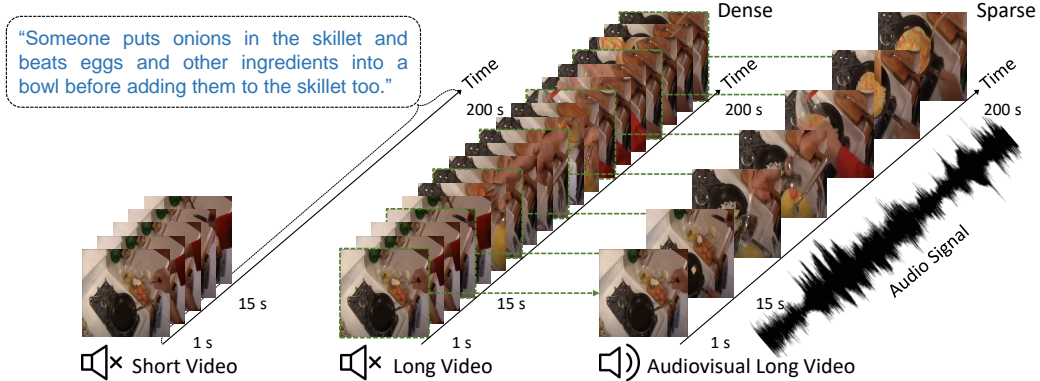 “Someone puts onions in the skillet and
beats eggs and other ingredients into a
bowl before adding them to the skillet too.”
Time
200 s
15 s
1 s
Short Video
Dense
Time
200 s
15 s
1 s
Long Video
Sparse
Time
200 s
15 s
1 s
Audio Signal
Audiovisual Long Video